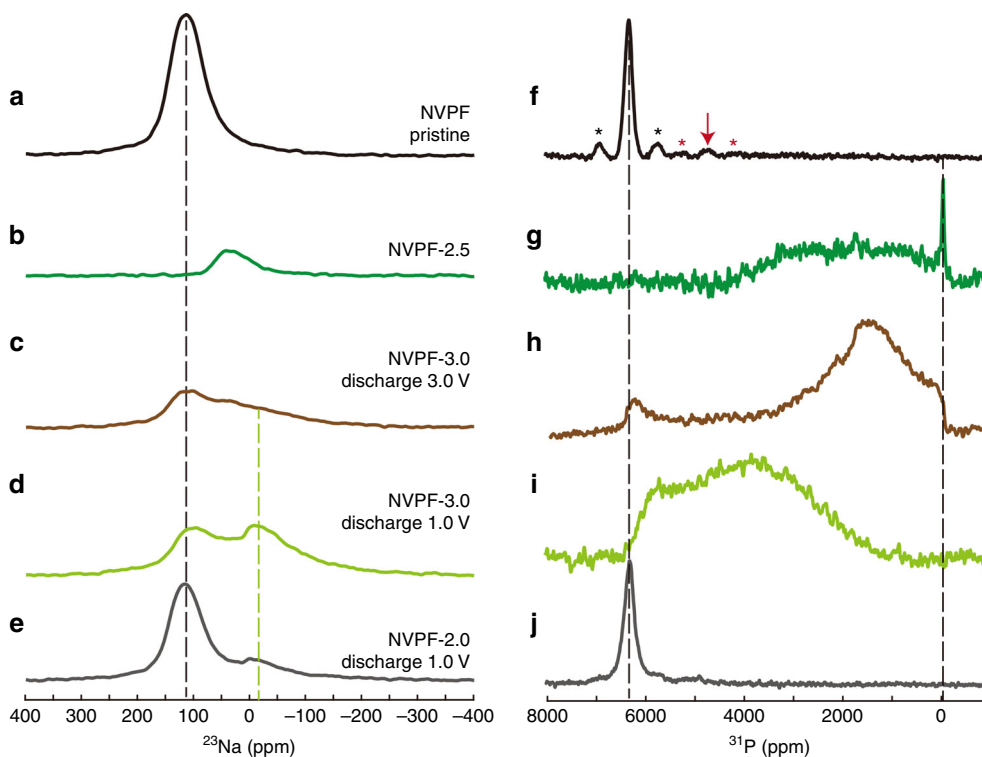 a
NVPF
pristine
b
NVPF-2.5
c
NVPF-3.0
discharge 3.0 V
d
NVPF-3.0
discharge 1.0 V
e
NVPF-2.0
discharge 1.0 V
400 300 200 100 0 –100 –200 –300 –400
²³Na (ppm)
f
* * * *
g
h
i
j
8000 6000 4000 2000 0
³¹P (ppm)